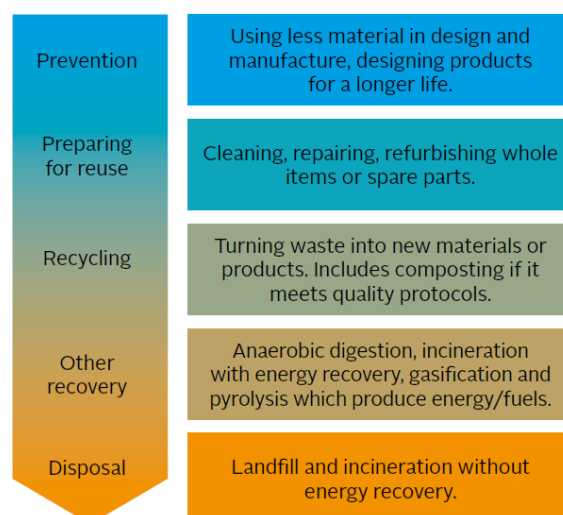 Prevention
Using less material in design and
manufacture, designing products
for a longer life.
Preparing
for reuse
Cleaning, repairing, refurbishing whole
items or spare parts.
Recycling
Turning waste into new materials or
products. Includes composting if it
meets quality protocols.
Other
recovery
Anaerobic digestion, incineration
with energy recovery, gasification and
pyrolysis which produce energy/fuels.
Disposal
Landfill and incineration without
energy recovery.